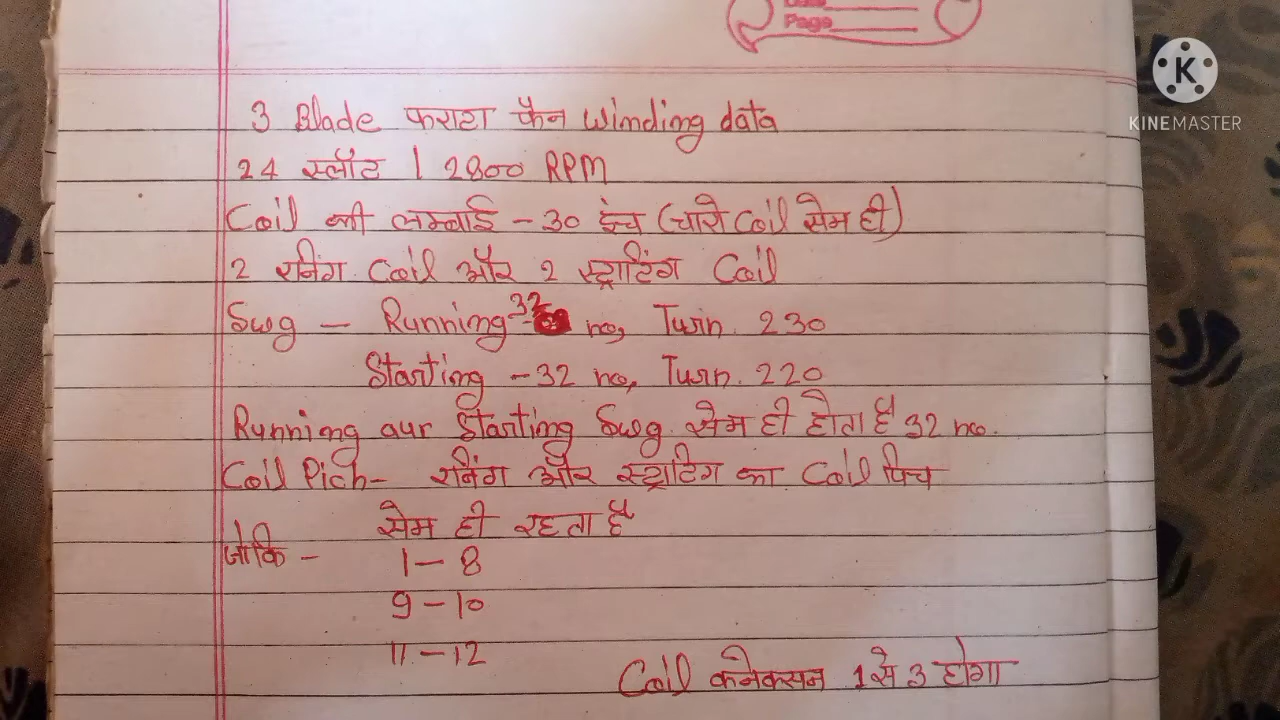 Page
KINEMASTER
3 Blade फराटा फैन Winding data
24 स्लॉट | 2800 RPM
Coil की लम्बाई - 30 इंच (चारो Coil सेम ही)
2 रनिंग Coil और 2 स्ट्राटिंग Coil
Swg - Running 32 no, Turn. 230
Starting - 32 no, Turn. 220
Running aur Starting Swg. सेम ही होता है 32 no.
Coil Pich - रनिंग और स्ट्राटिंग का Coil पिच
सेम ही रहता है
जोकि - 1 - 8
9 - 10
11 - 12
Coil कनेक्सन 1 से 3 होगा